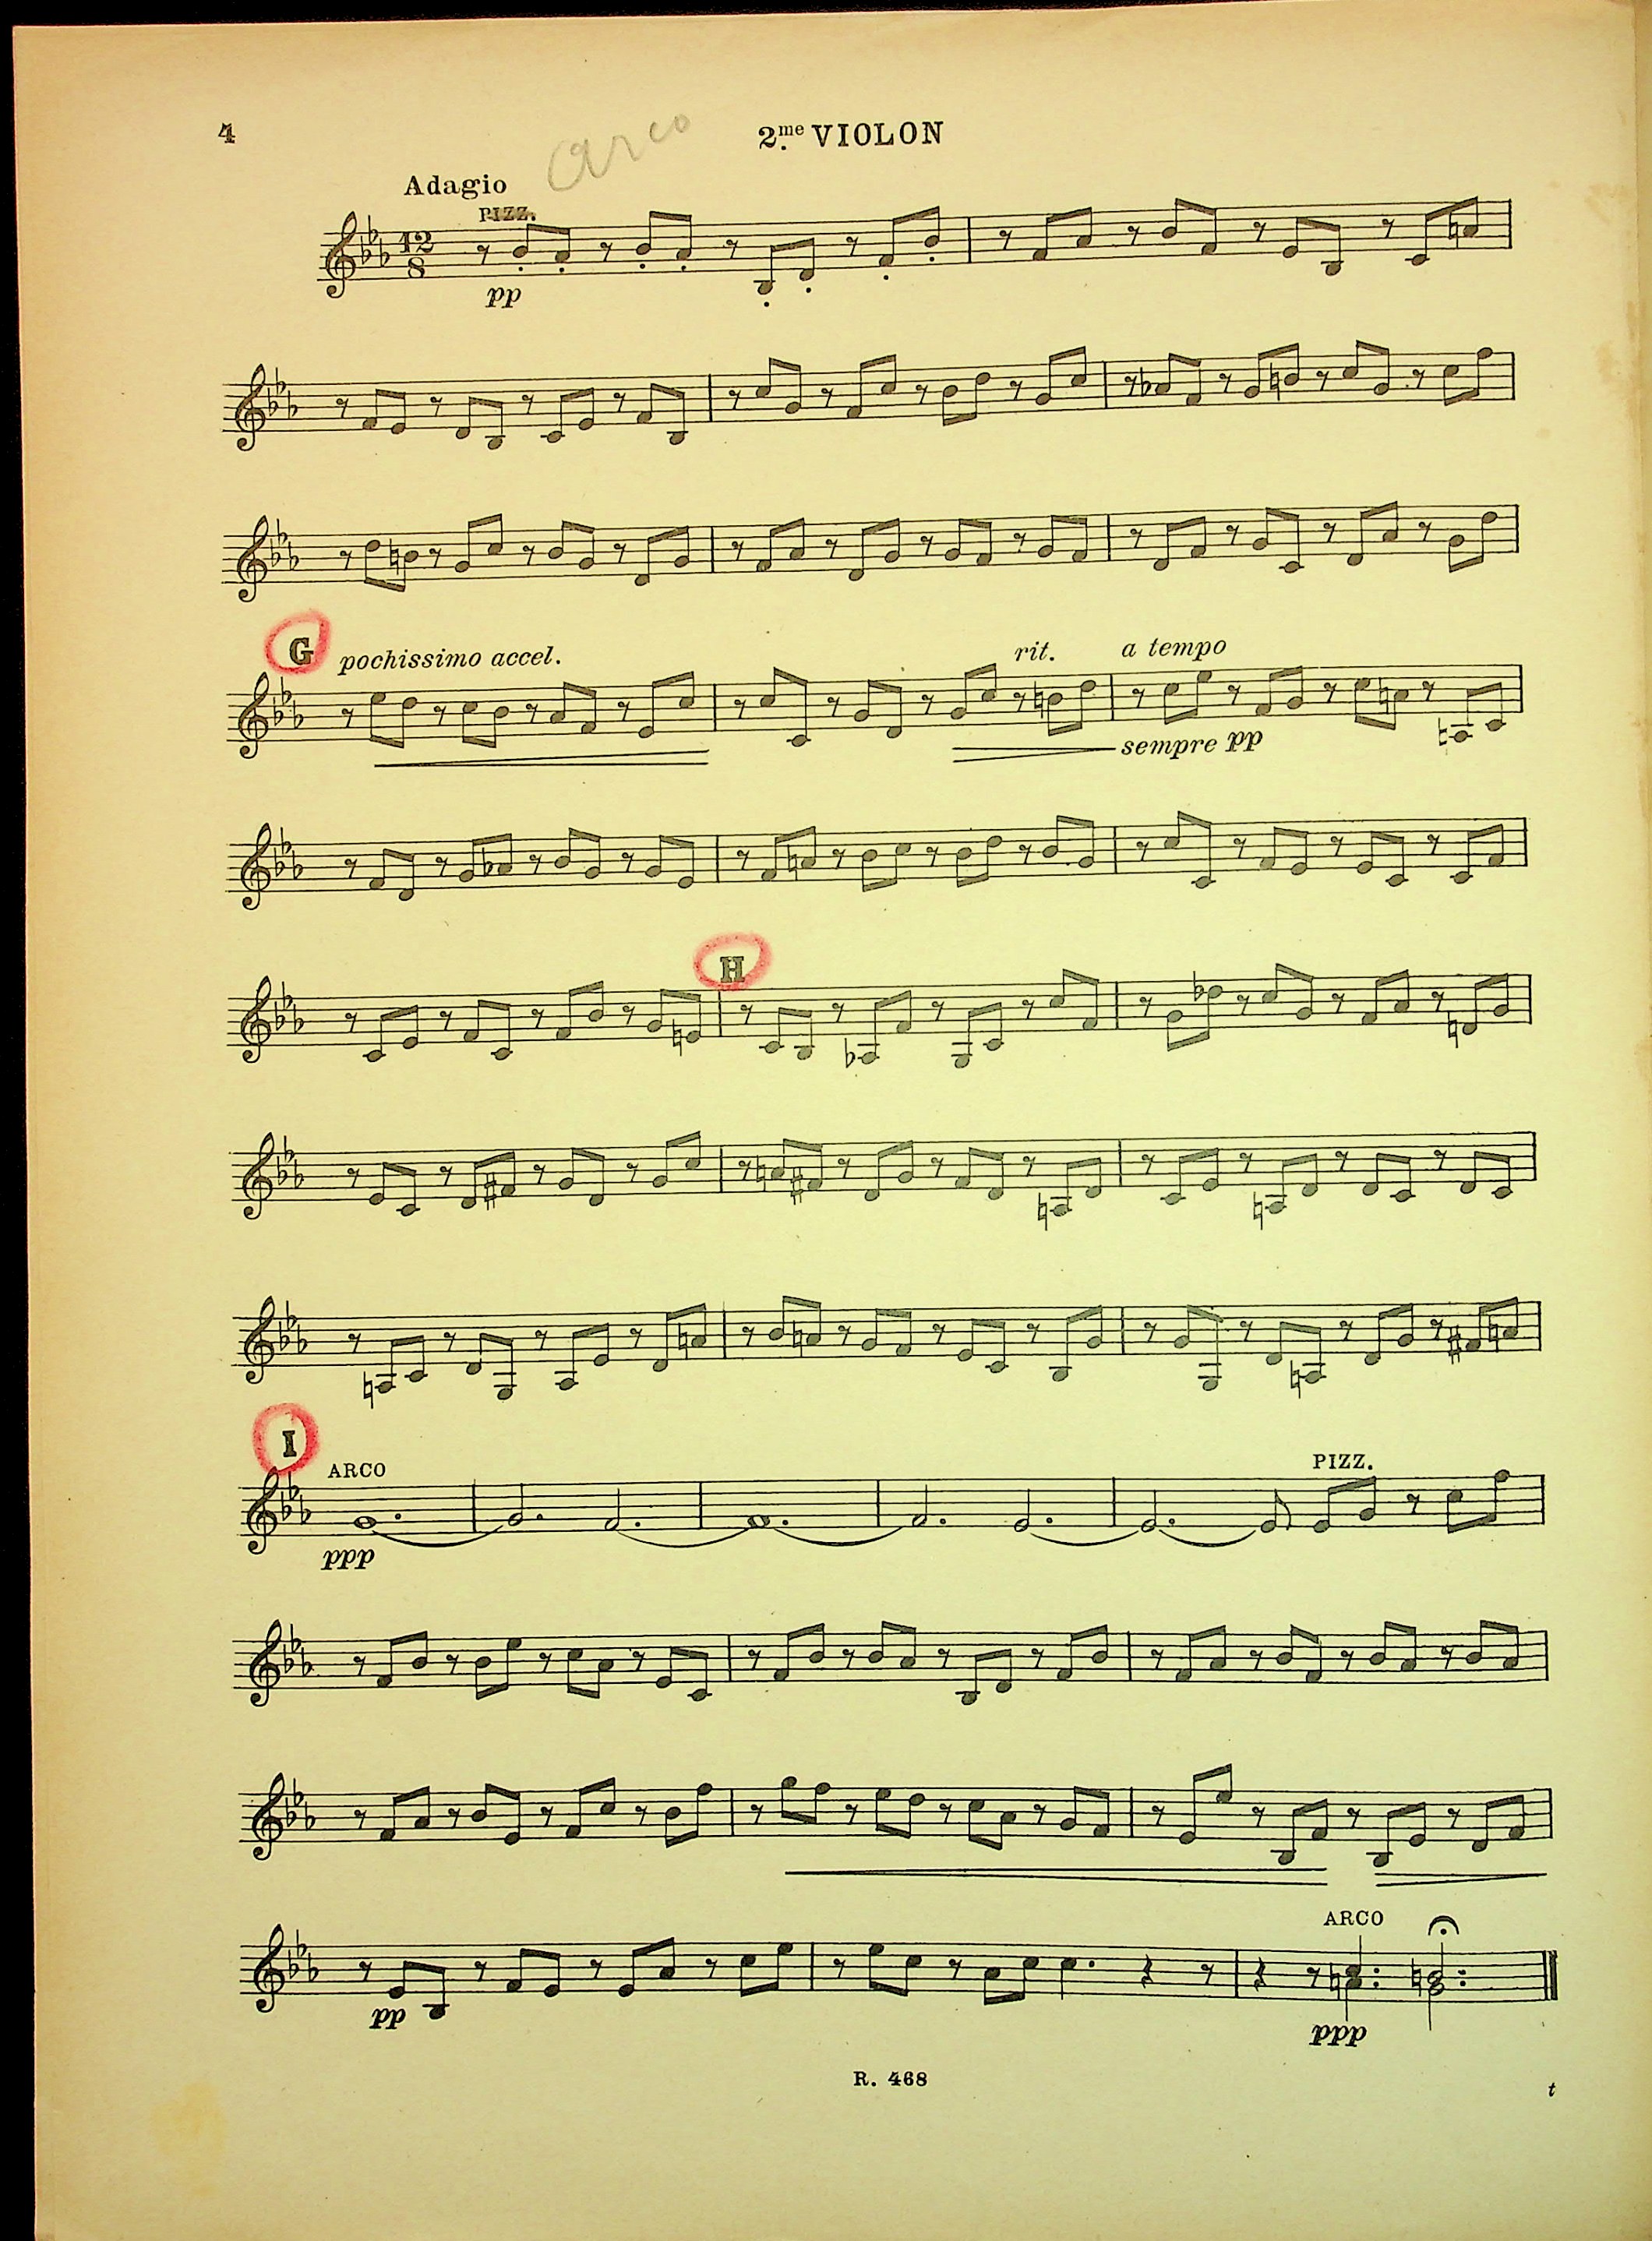 4
2.me VIOLON
Arco
Adagio
PIZZ.
12
8
pp
G
pochissimo accel.
rit.
a tempo
sempre pp
H
I
ARCO
PIZZ.
ppp
pp
ARCO
ppp
R. 468
t